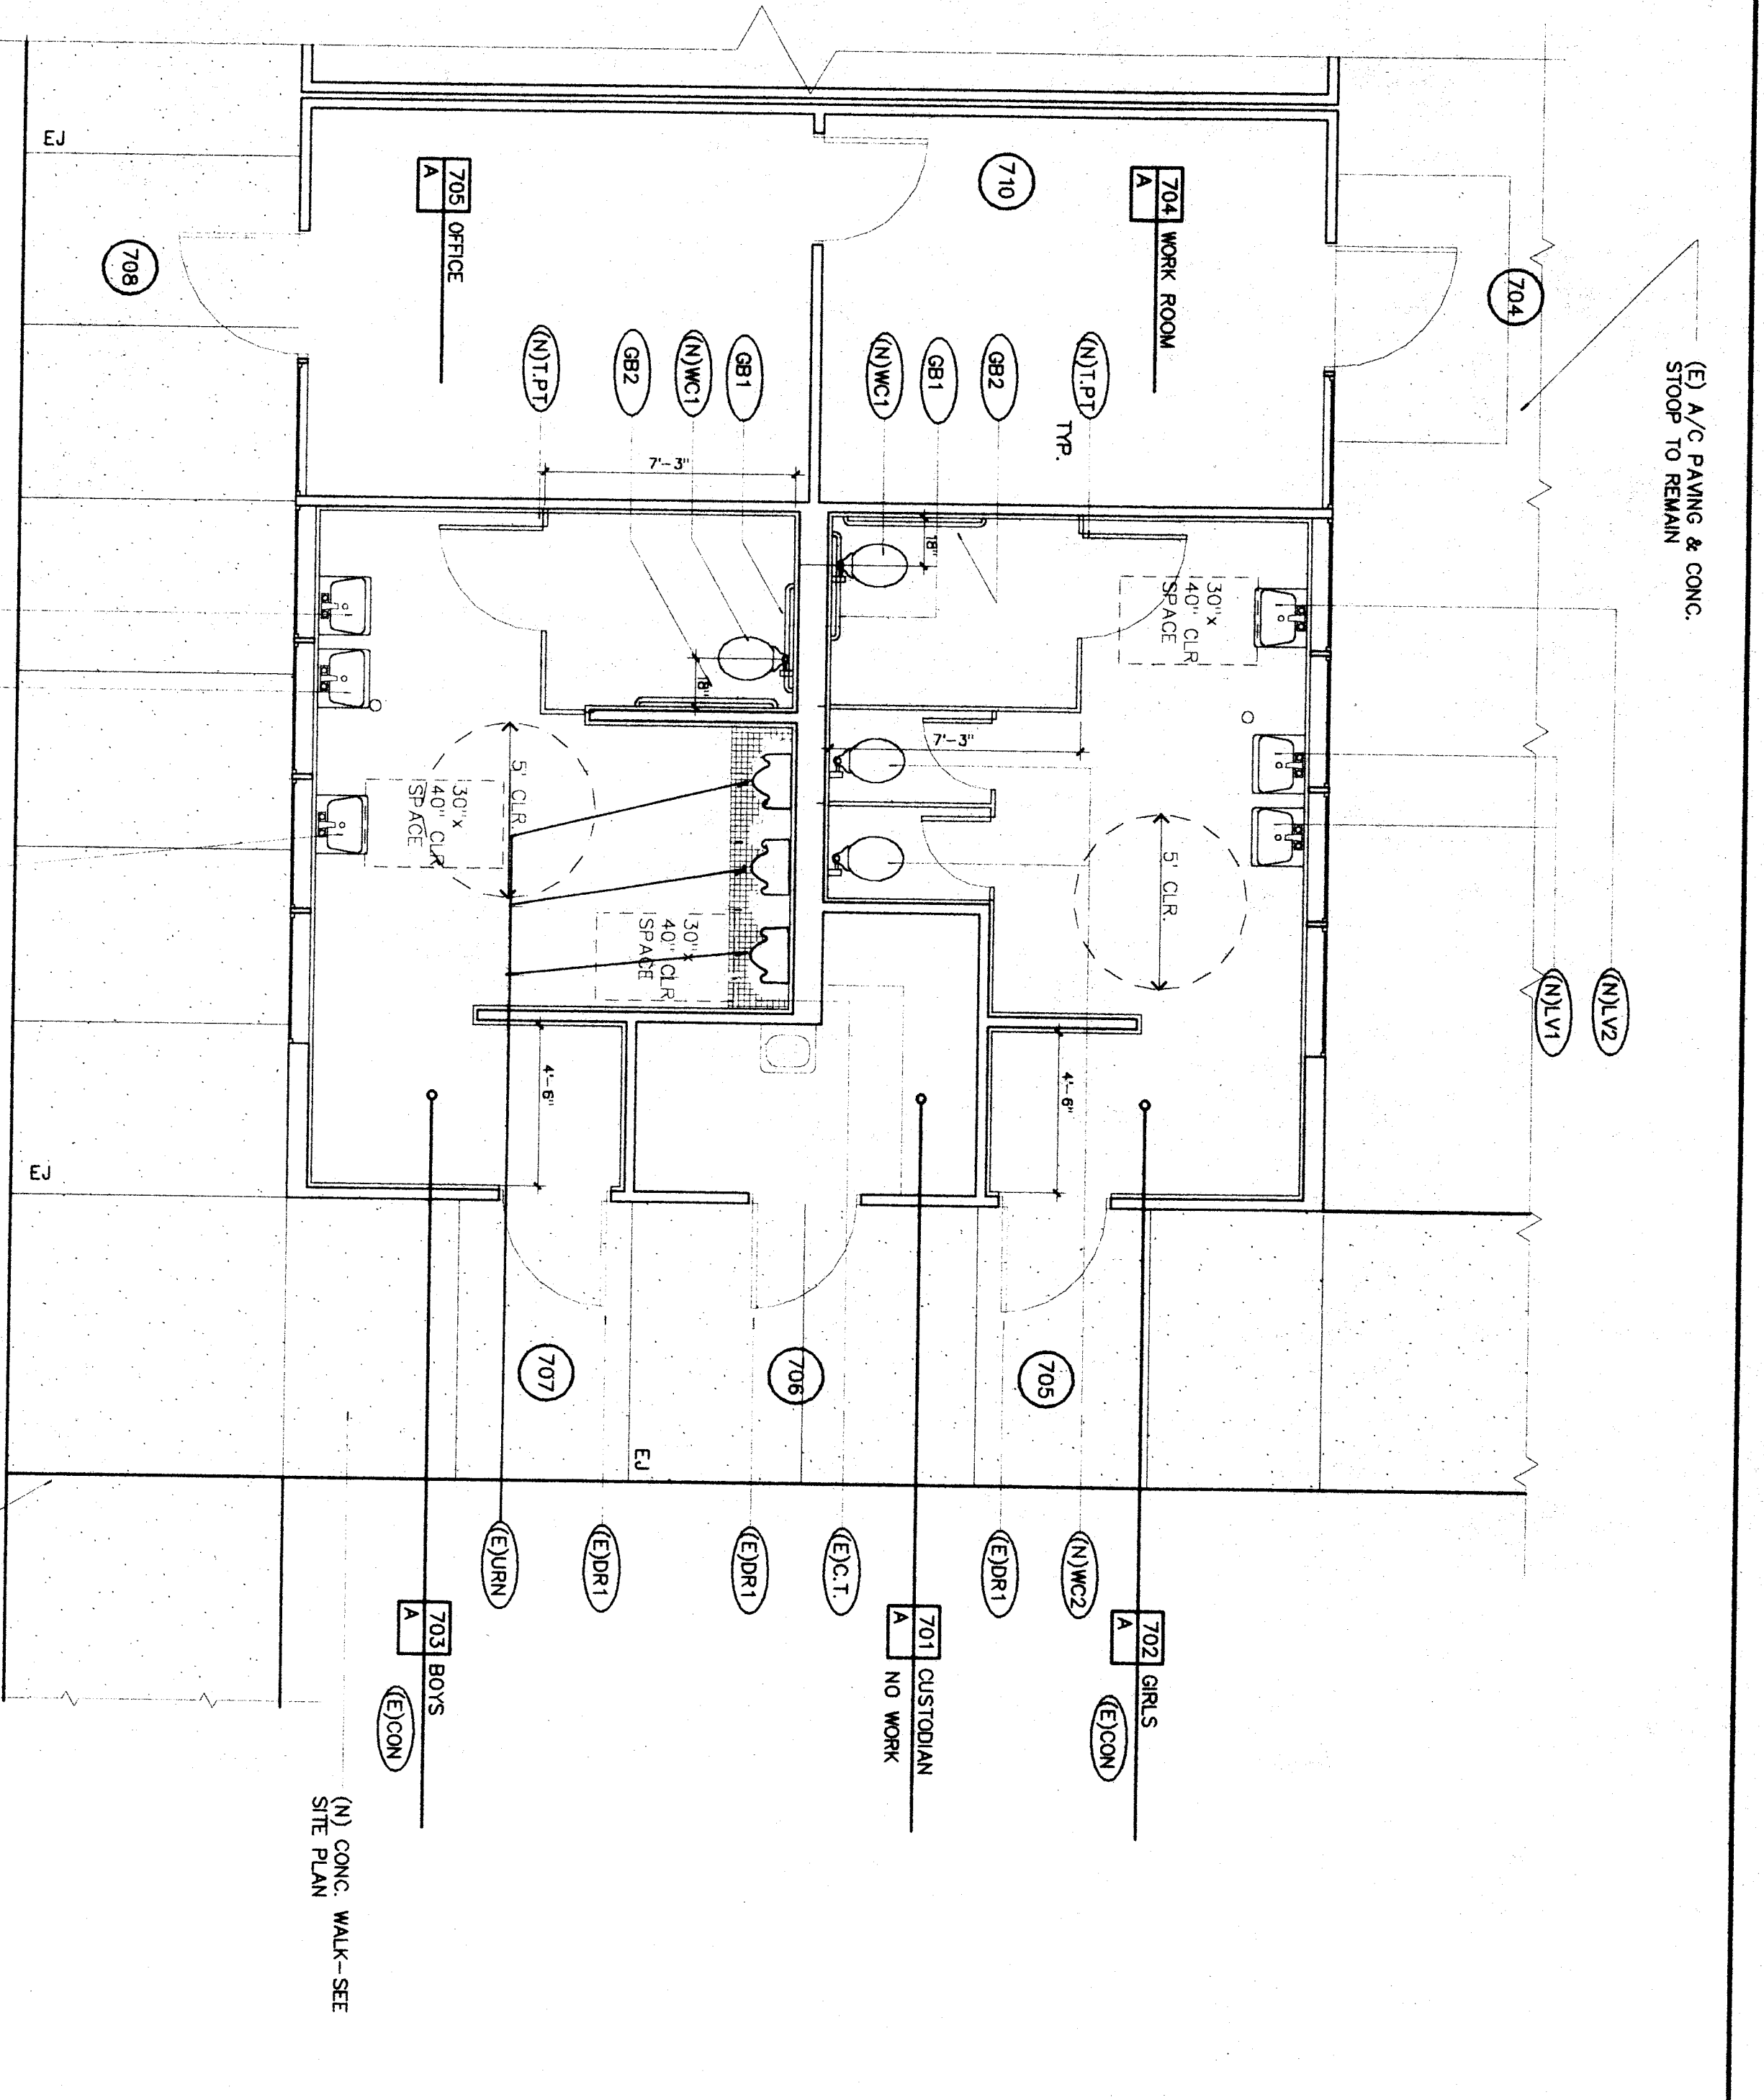 (E) A/C PAVING & CONC.
STOOP TO REMAIN
704
(N)LV2
(N)LV1
704
A
WORK ROOM
710
(N)T.PT
TYP.
GB2
GB1
(N)WC1
GB1
(N)WC1
GB2
(N)T.PT
705
A
OFFICE
708
EJ
7'-3"
18"
30"x
40" CLR
SPACE
5' CLR.
7'-3"
4'-6"
18"
5' CLR
30"x
40" CLR
SPACE
30"x
40" CLR
SPACE
4'-6"
EJ
705
706
707
EJ
(N)WC2
(E)DR1
(E)C.T.
(E)DR1
(E)DR1
(E)URN
702
A
GIRLS
(E)CON
701
A
CUSTODIAN
NO WORK
703
A
BOYS
(E)CON
(N) CONC. WALK-SEE
SITE PLAN